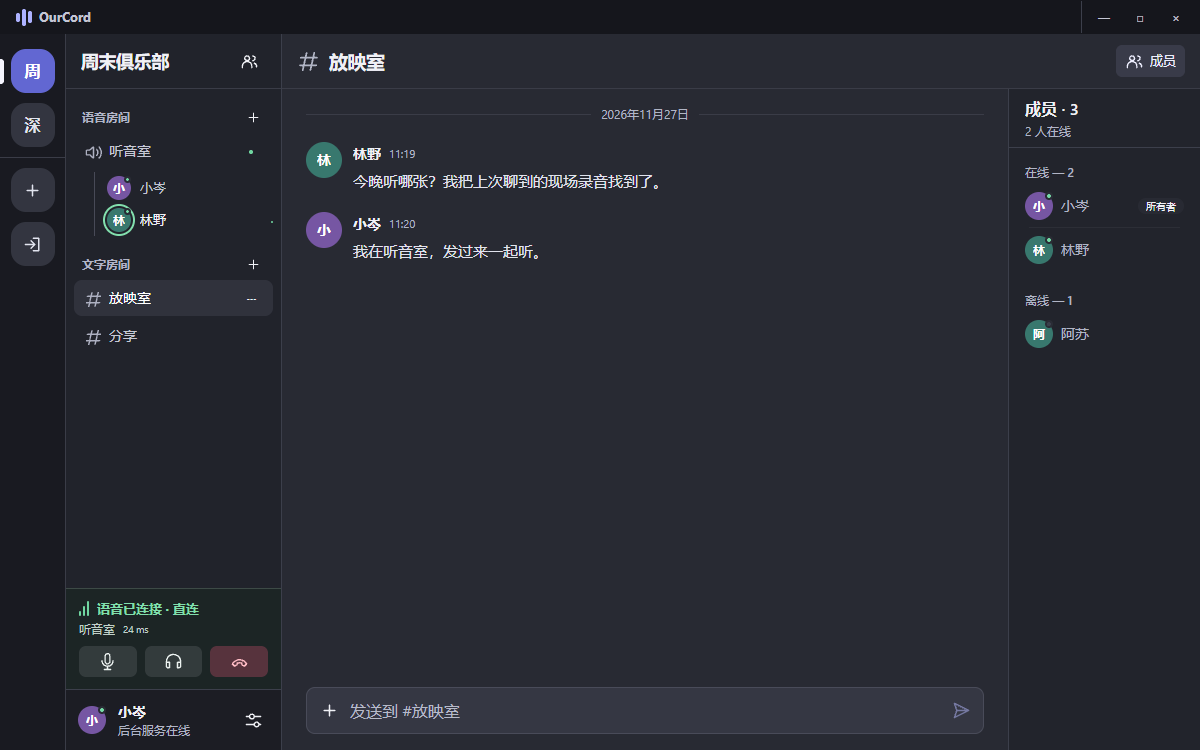 OurCord
周
深
周末俱乐部
语音房间
听音室
小 小岑
林 林野
文字房间
# 放映室
# 分享
语音已连接 · 直连
听音室 24 ms
小 小岑
后台服务在线
# 放映室
成员
2026年11月27日
林 林野 11:19
今晚听哪张？我把上次聊到的现场录音找到了。
小 小岑 11:20
我在听音室，发过来一起听。
发送到 #放映室
成员 · 3
2 人在线
在线 — 2
小 小岑 所有者
林 林野
离线 — 1
阿 阿苏